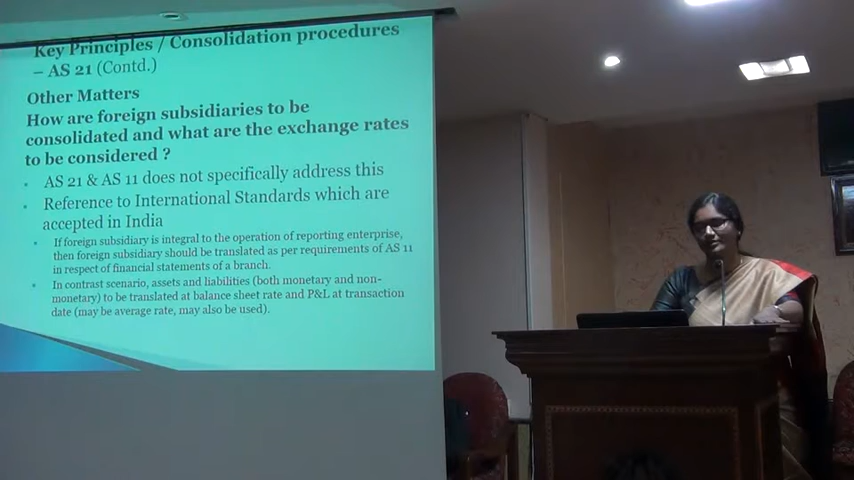 Key Principles / Consolidation procedures
– AS 21 (Contd.)
Other Matters
How are foreign subsidiaries to be
consolidated and what are the exchange rates
to be considered ?
AS 21 & AS 11 does not specifically address this
Reference to International Standards which are
accepted in India
If foreign subsidiary is integral to the operation of reporting enterprise,
then foreign subsidiary should be translated as per requirements of AS 11
in respect of financial statements of a branch.
In contrast scenario, assets and liabilities (both monetary and non-
monetary) to be translated at balance sheet rate and P&L at transaction
date (may be average rate, may also be used).